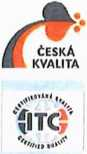 ČESKÁ
KVALITA
CERTIFIKOVANÁ KVALITA
ITC
CERTIFIED QUALITY